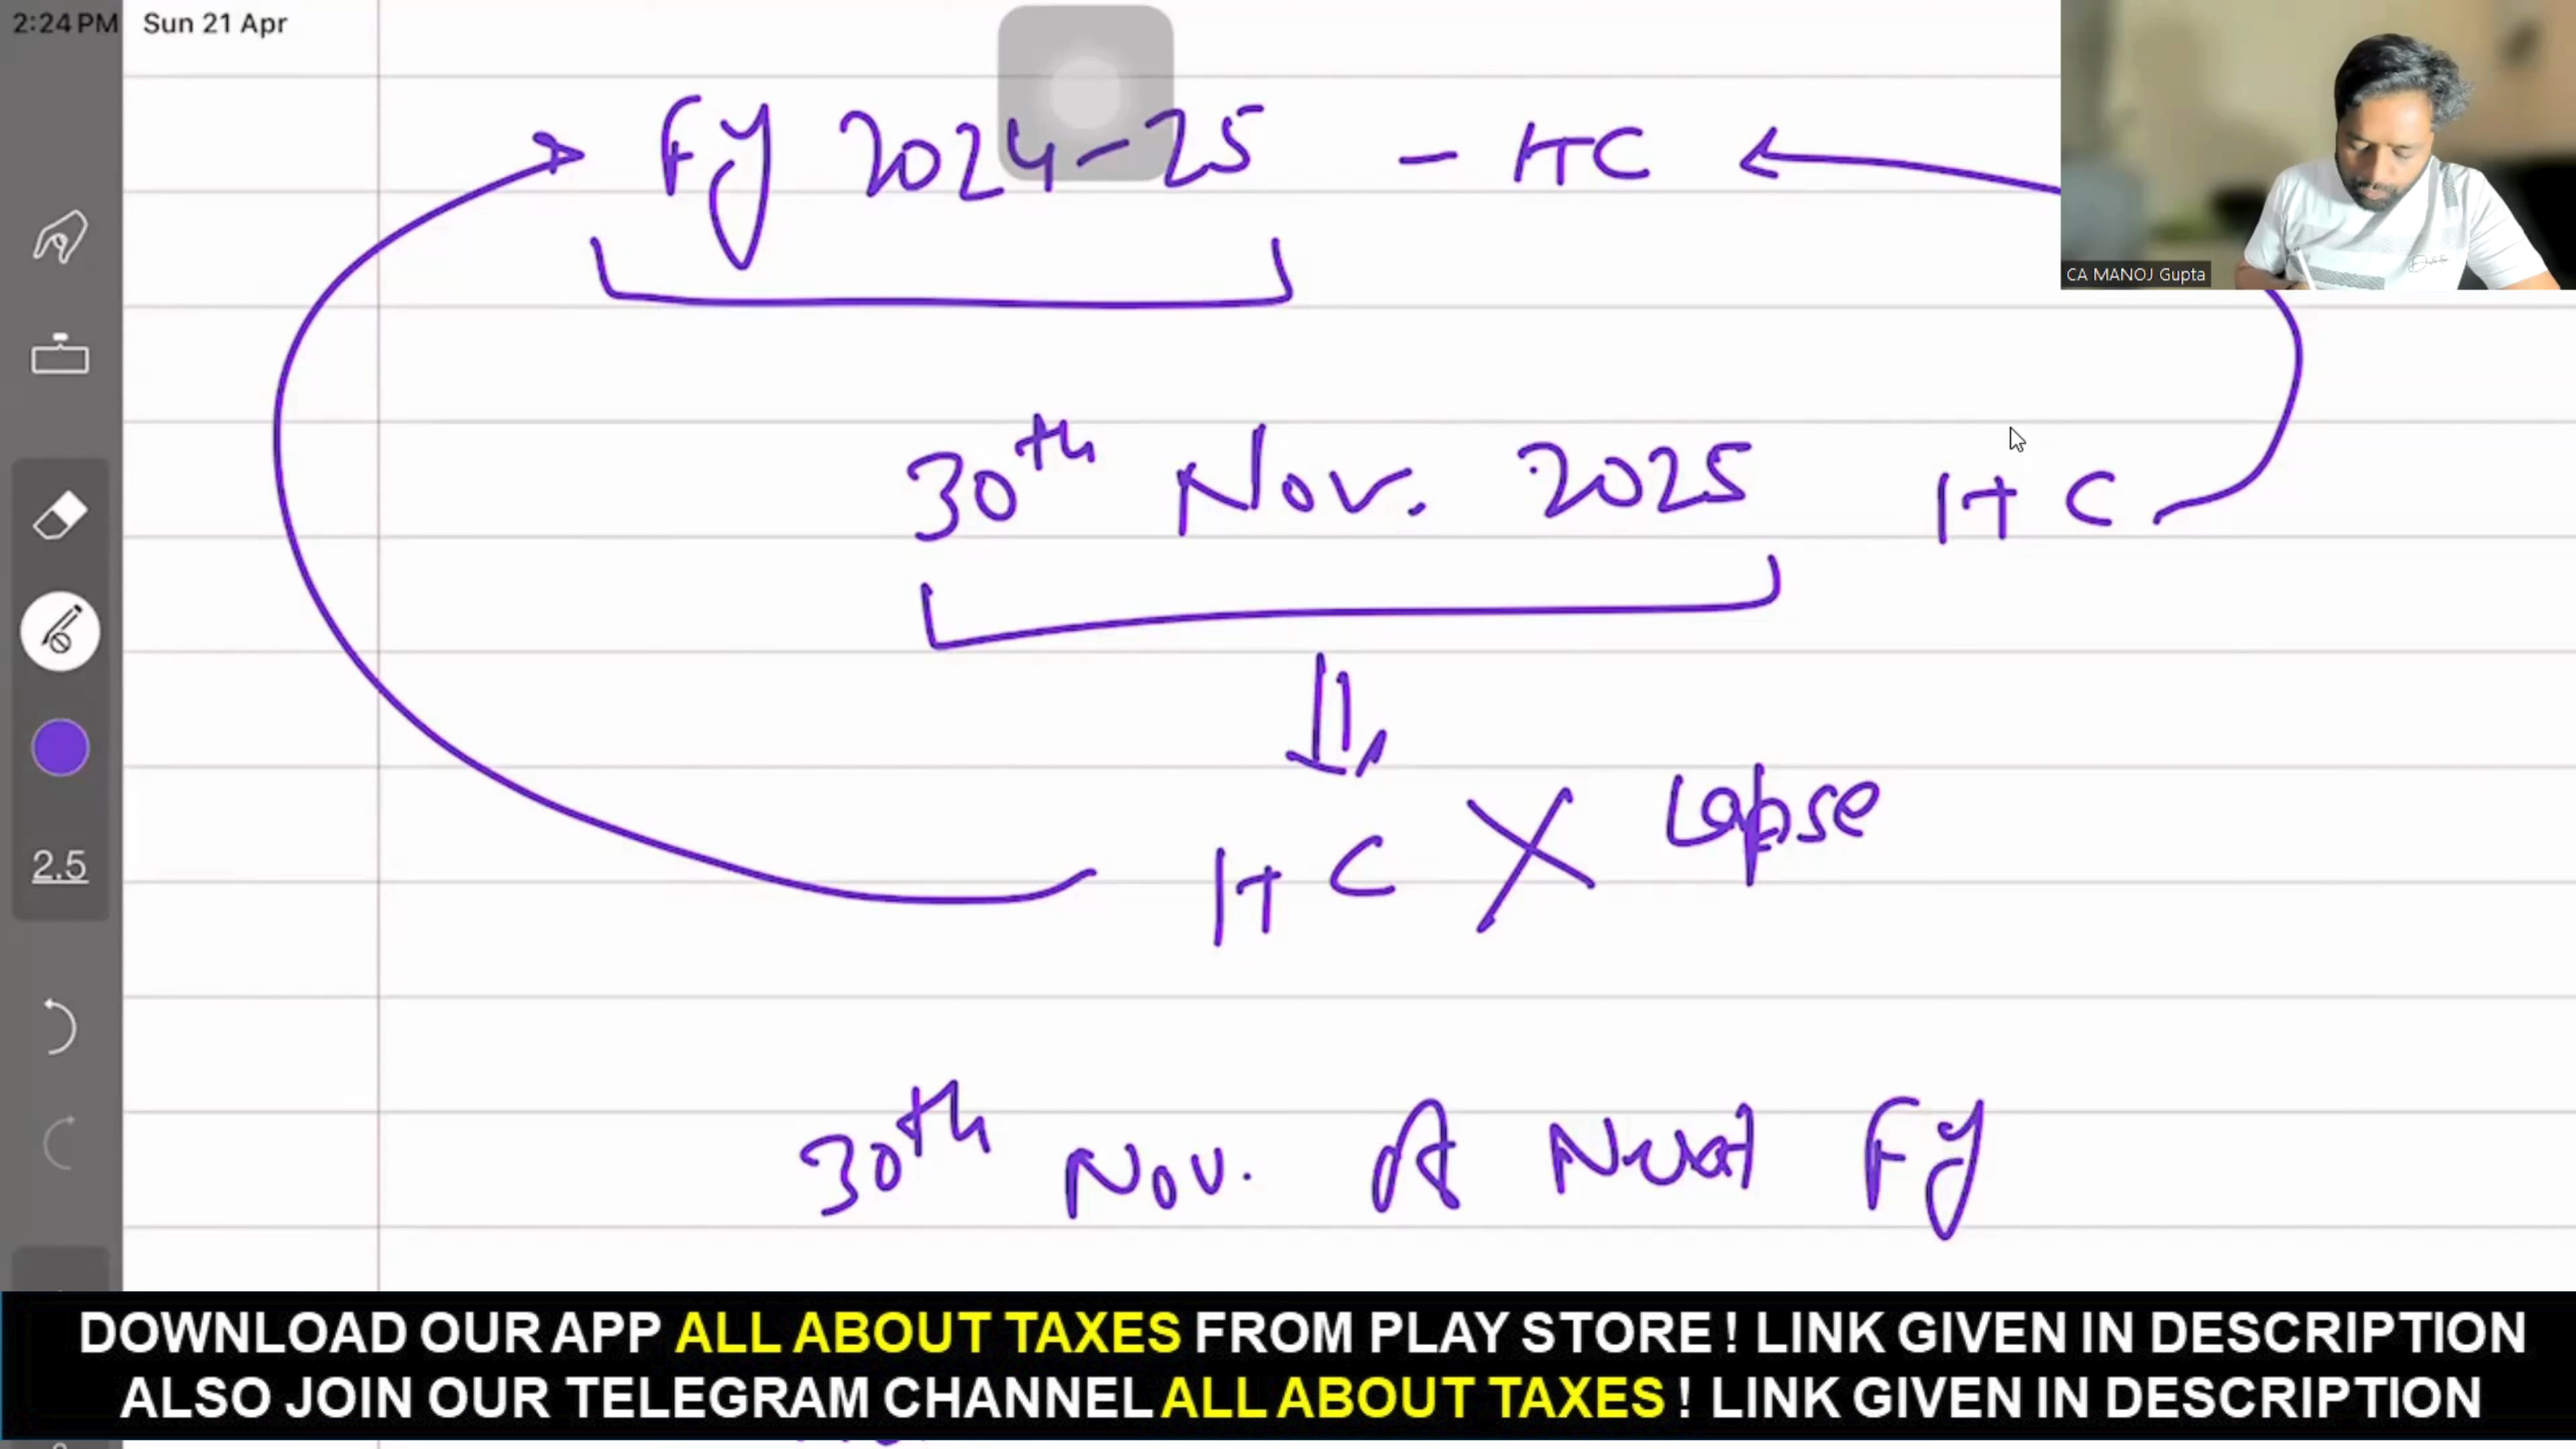 2:24 PM Sun 21 Apr
Fy 2024-25 - ITC
CA MANOJ Gupta
30th Nov. 2025 ITC
ITC X Lapse
30th Nov. of Next Fy
2.5
DOWNLOAD OUR APP ALL ABOUT TAXES FROM PLAY STORE ! LINK GIVEN IN DESCRIPTION
ALSO JOIN OUR TELEGRAM CHANNEL ALL ABOUT TAXES ! LINK GIVEN IN DESCRIPTION